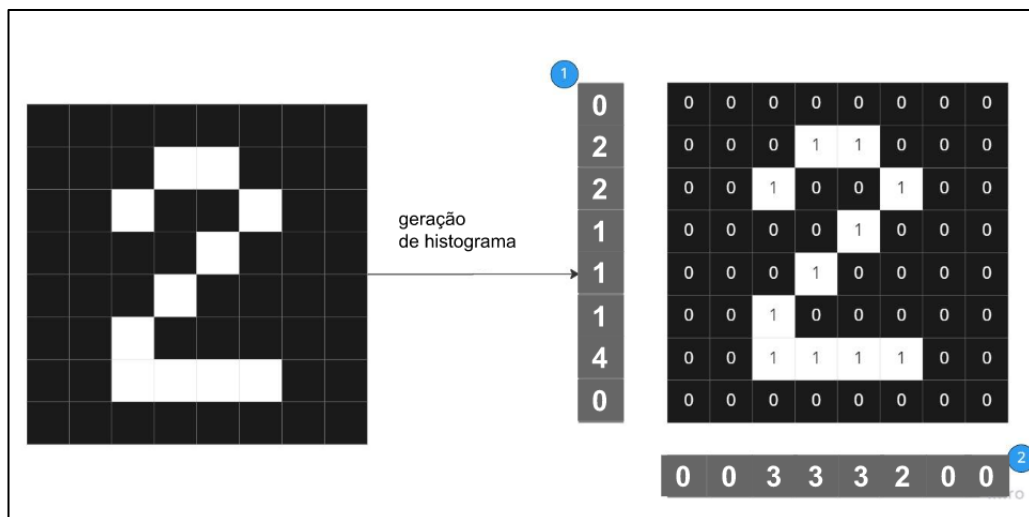 1
0 0 0 0 0 0 0 0 0
2 0 0 0 1 1 0 0 0
2 0 0 1 0 0 1 0 0
geração
de histograma
1 0 0 0 0 1 0 0 0
1 0 0 0 1 0 0 0 0
1 0 0 1 0 0 0 0 0
4 0 0 1 1 1 1 0 0
0 0 0 0 0 0 0 0 0
2
0 0 3 3 3 2 0 0